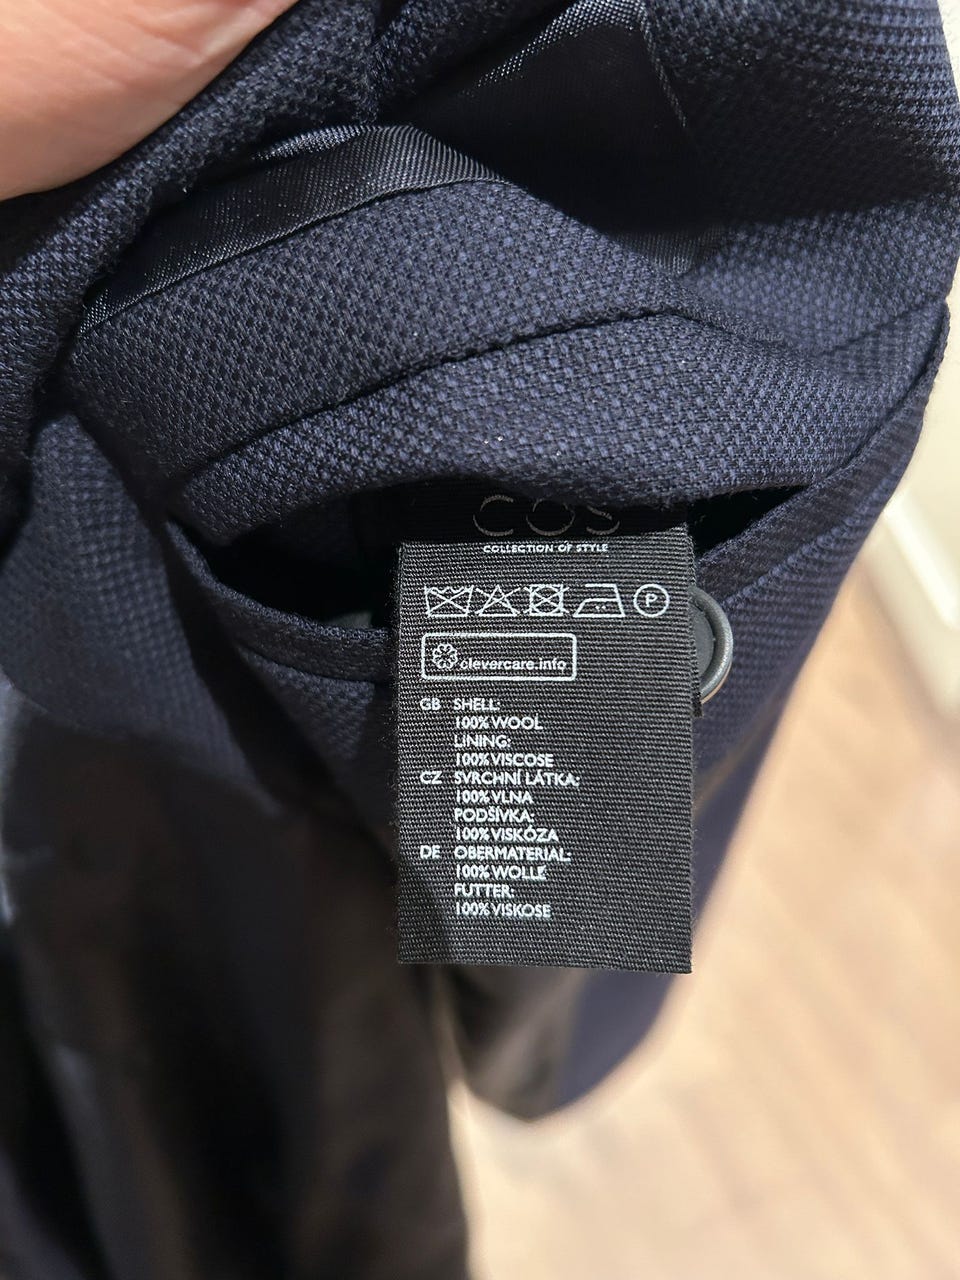 COS
COLLECTION OF STYLE
P
clevercare.info
GB SHELL:
100% WOOL
LINING:
100% VISCOSE
CZ SVRCHNÍ LÁTKA:
100% VLNA
PODŠÍVKA:
100% VISKÓZA
DE OBERMATERIAL:
100% WOLLE
FUTTER:
100% VISKOSE